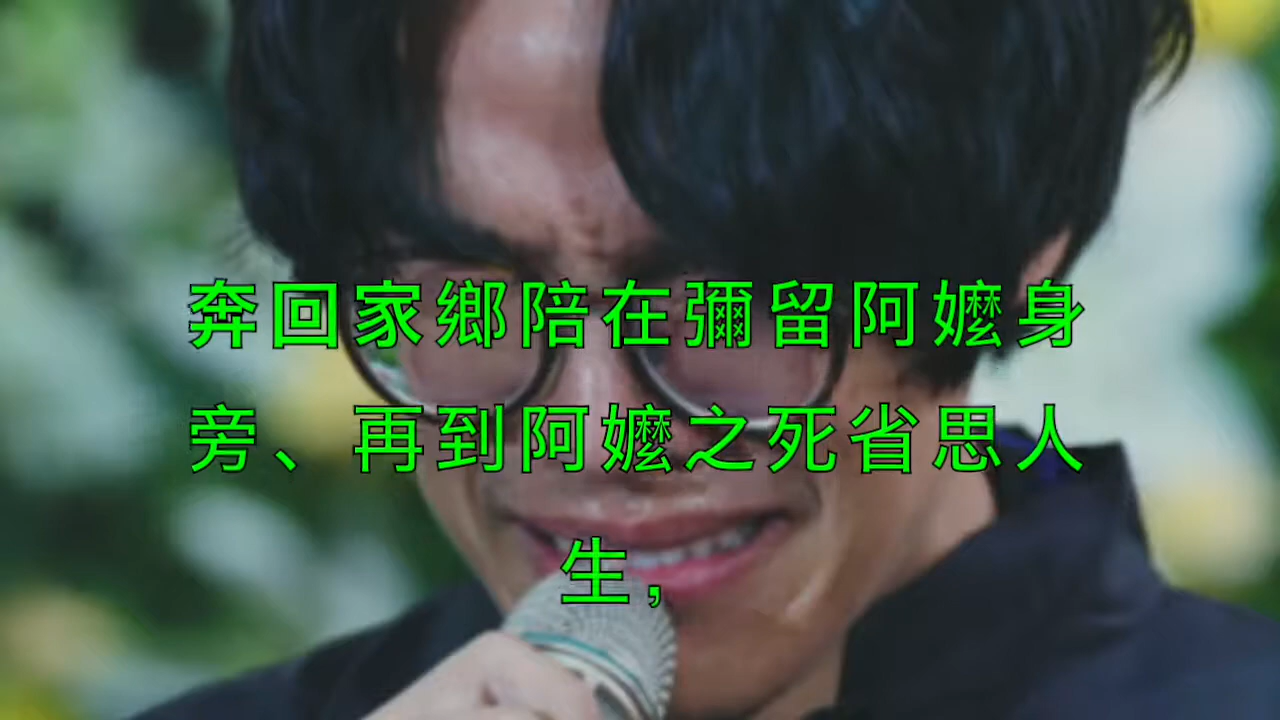 奔回家鄉陪在彌留阿嬤身
旁、再到阿嬤之死省思人
生，